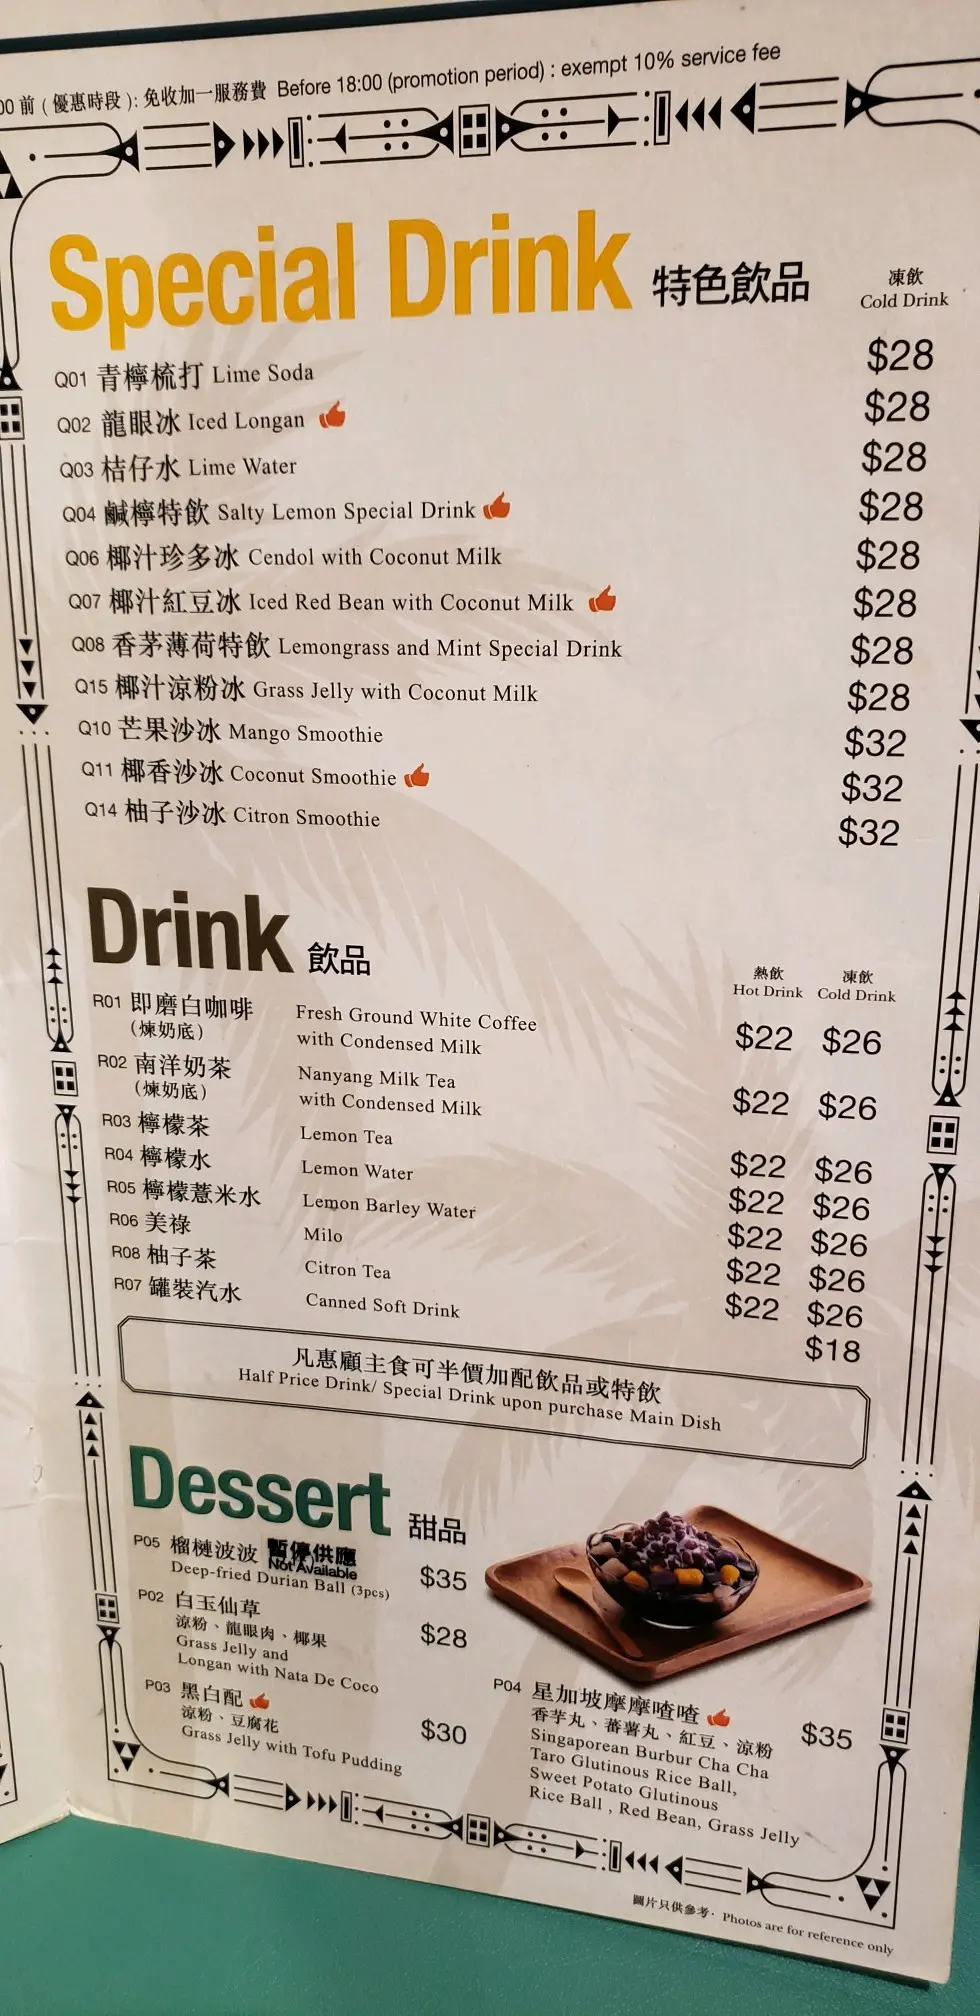 00 前 ( 優惠時段 ): 免收加一服務費 Before 18:00 (promotion period) : exempt 10% service fee
Special Drink 特色飲品
凍飲
Cold Drink
Q01 青檸梳打 Lime Soda $28
Q02 龍眼冰 Iced Longan $28
Q03 桔仔水 Lime Water $28
Q04 鹹檸特飲 Salty Lemon Special Drink $28
Q06 椰汁珍多冰 Cendol with Coconut Milk $28
Q07 椰汁紅豆冰 Iced Red Bean with Coconut Milk $28
Q08 香茅薄荷特飲 Lemongrass and Mint Special Drink $28
Q15 椰汁涼粉冰 Grass Jelly with Coconut Milk $28
Q10 芒果沙冰 Mango Smoothie $32
Q11 椰香沙冰 Coconut Smoothie $32
Q14 柚子沙冰 Citron Smoothie $32
Drink 飲品
熱飲 凍飲
Hot Drink Cold Drink
R01 即磨白咖啡 Fresh Ground White Coffee
(煉奶底) with Condensed Milk $22 $26
R02 南洋奶茶 Nanyang Milk Tea
(煉奶底) with Condensed Milk $22 $26
R03 檸檬茶 Lemon Tea $22 $26
R04 檸檬水 Lemon Water $22 $26
R05 檸檬薏米水 Lemon Barley Water $22 $26
R06 美祿 Milo $22 $26
R08 柚子茶 Citron Tea $22 $26
R07 罐裝汽水 Canned Soft Drink $18
凡惠顧主食可半價加配飲品或特飲
Half Price Drink/ Special Drink upon purchase Main Dish
Dessert 甜品
P05 榴槤波波 暫停供應 $35
Not Available
Deep-fried Durian Ball (3pcs)
P02 白玉仙草 $28
涼粉、龍眼肉、椰果
Grass Jelly and
Longan with Nata De Coco
P03 黑白配 $30
涼粉、豆腐花
Grass Jelly with Tofu Pudding
P04 星加坡摩摩喳喳 $35
香芋丸、蕃薯丸、紅豆、涼粉
Singaporean Burbur Cha Cha
Taro Glutinous Rice Ball,
Sweet Potato Glutinous
Rice Ball , Red Bean, Grass Jelly
圖片只供參考· Photos are for reference only